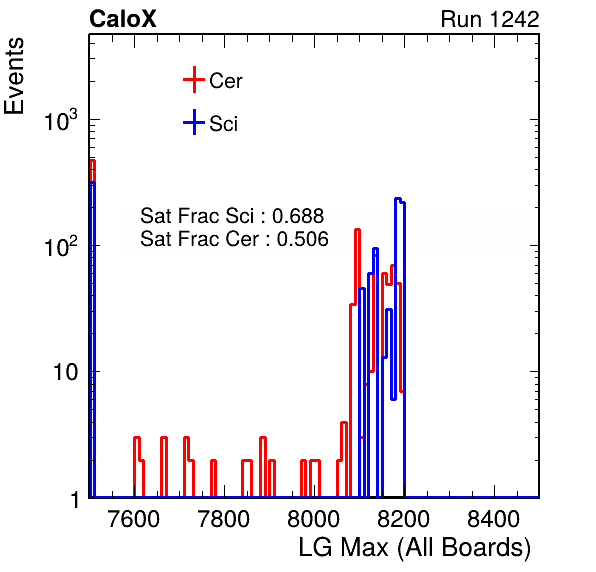 CaloX Run 1242
Events
Cer
Sci
Sat Frac Sci : 0.688
Sat Frac Cer : 0.506
10³
10²
10
1
7600 7800 8000 8200 8400
LG Max (All Boards)